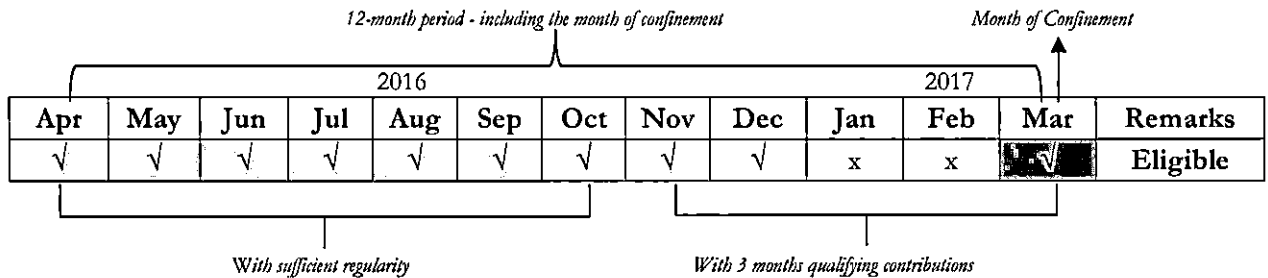 12-month period - including the month of confinement
Month of Confinement
2016 2017
Apr May Jun Jul Aug Sep Oct Nov Dec Jan Feb Mar Remarks
√ √ √ √ √ √ √ √ √ x x √ Eligible
With sufficient regularity
With 3 months qualifying contributions